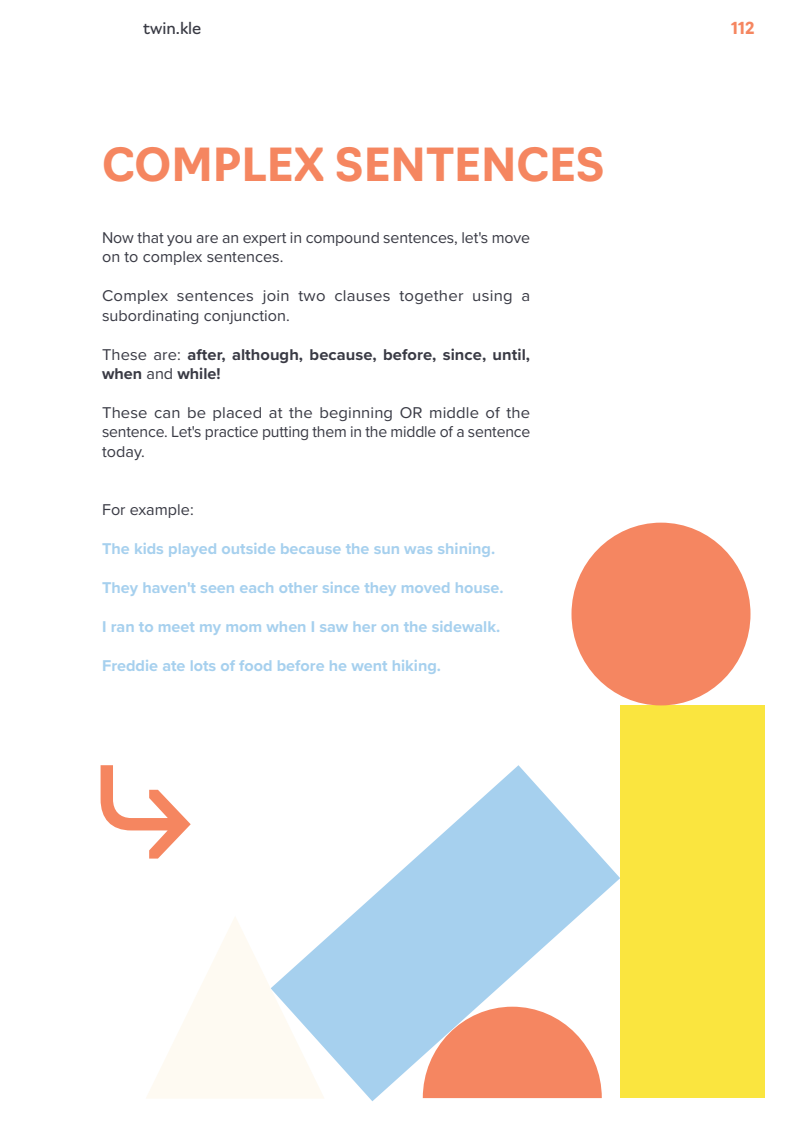 twin.kle
112
COMPLEX SENTENCES
Now that you are an expert in compound sentences, let's move
on to complex sentences.
Complex sentences join two clauses together using a
subordinating conjunction.
These are: after, although, because, before, since, until,
when and while!
These can be placed at the beginning OR middle of the
sentence. Let's practice putting them in the middle of a sentence
today.
For example:
The kids played outside because the sun was shining.
They haven't seen each other since they moved house.
I ran to meet my mom when I saw her on the sidewalk.
Freddie ate lots of food before he went hiking.